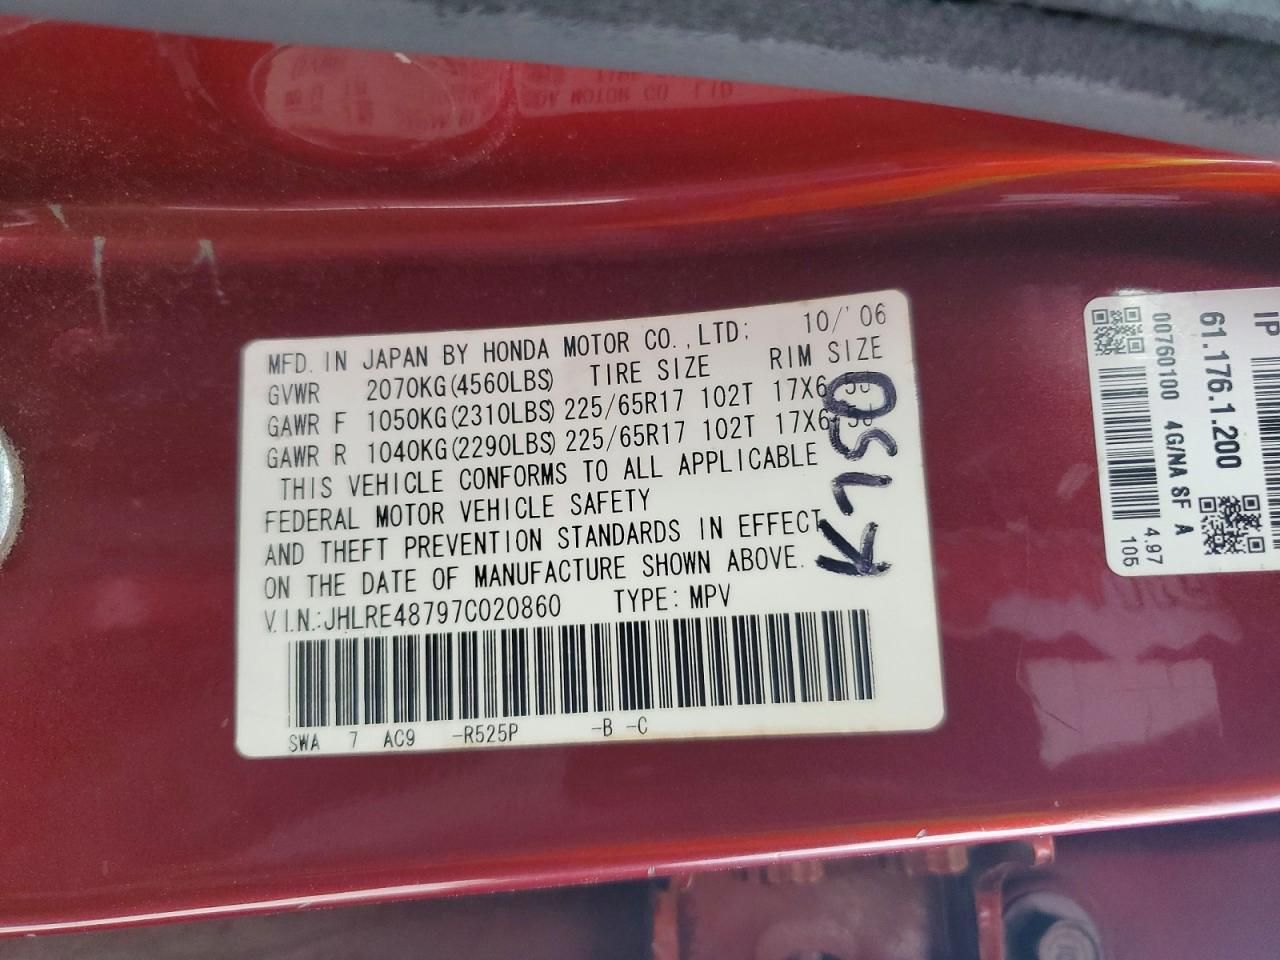 MFD. IN JAPAN BY HONDA MOTOR CO.,LTD; 10/'06
GVWR 2070KG(4560LBS) TIRE SIZE RIM SIZE
GAWR F 1050KG(2310LBS) 225/65R17 102T 17X6
GAWR R 1040KG(2290LBS) 225/65R17 102T 17X6
THIS VEHICLE CONFORMS TO ALL APPLICABLE
FEDERAL MOTOR VEHICLE SAFETY
AND THEFT PREVENTION STANDARDS IN EFFECT
ON THE DATE OF MANUFACTURE SHOWN ABOVE.
V.I.N.:JHLRE48797C020860 TYPE:MPV
SWA 7 AC9 -R525P -B -C
IP
61.176.1.200
00760100 4G/NA SF A
4.97
105